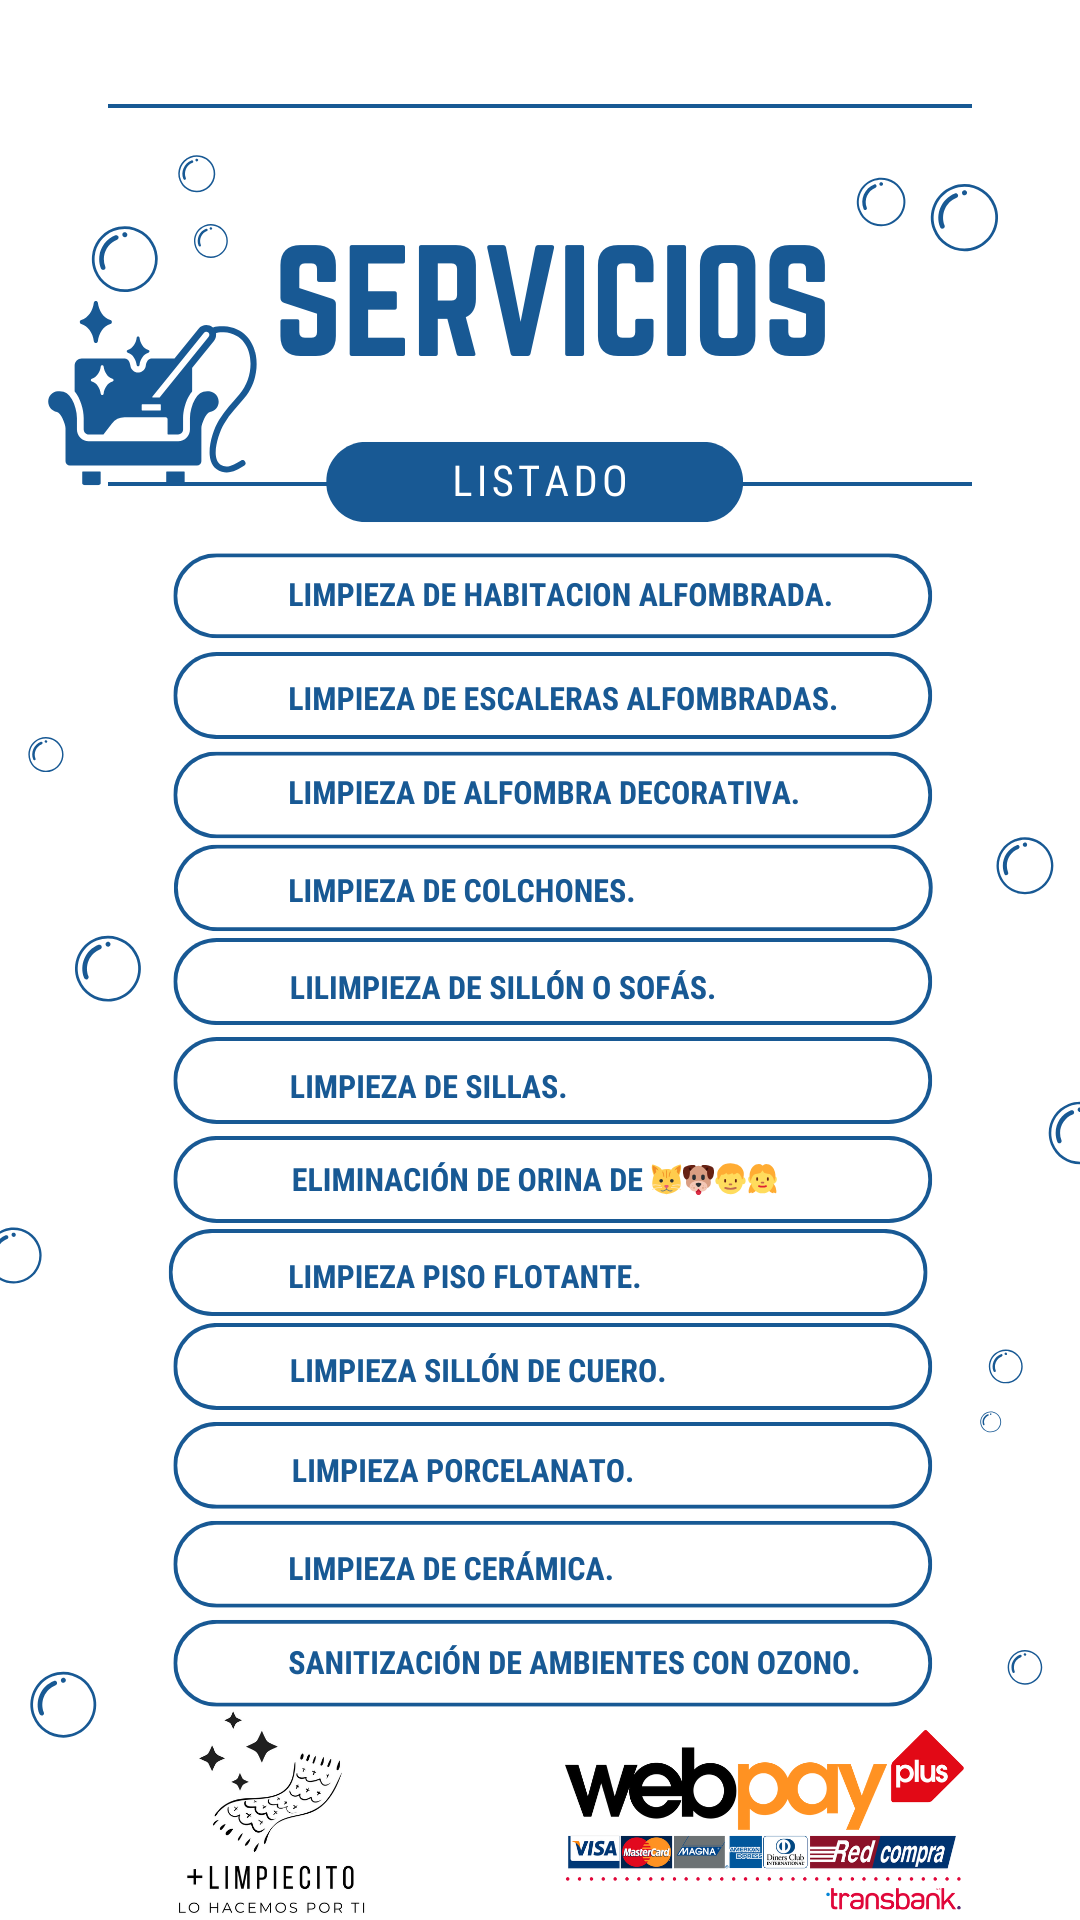 SERVICIOS
LISTADO
LIMPIEZA DE HABITACION ALFOMBRADA.
LIMPIEZA DE ESCALERAS ALFOMBRADAS.
LIMPIEZA DE ALFOMBRA DECORATIVA.
LIMPIEZA DE COLCHONES.
LILIMPIEZA DE SILLÓN O SOFÁS.
LIMPIEZA DE SILLAS.
ELIMINACIÓN DE ORINA DE 🐱🐶👦👧
LIMPIEZA PISO FLOTANTE.
LIMPIEZA SILLÓN DE CUERO.
LIMPIEZA PORCELANATO.
LIMPIEZA DE CERÁMICA.
SANITIZACIÓN DE AMBIENTES CON OZONO.
+LIMPIECITO
LO HACEMOS POR TI
webpay plus
VISA MasterCard MAGNA AMERICAN EXPRESS Diners Club INTERNATIONAL Red compra
transbank.